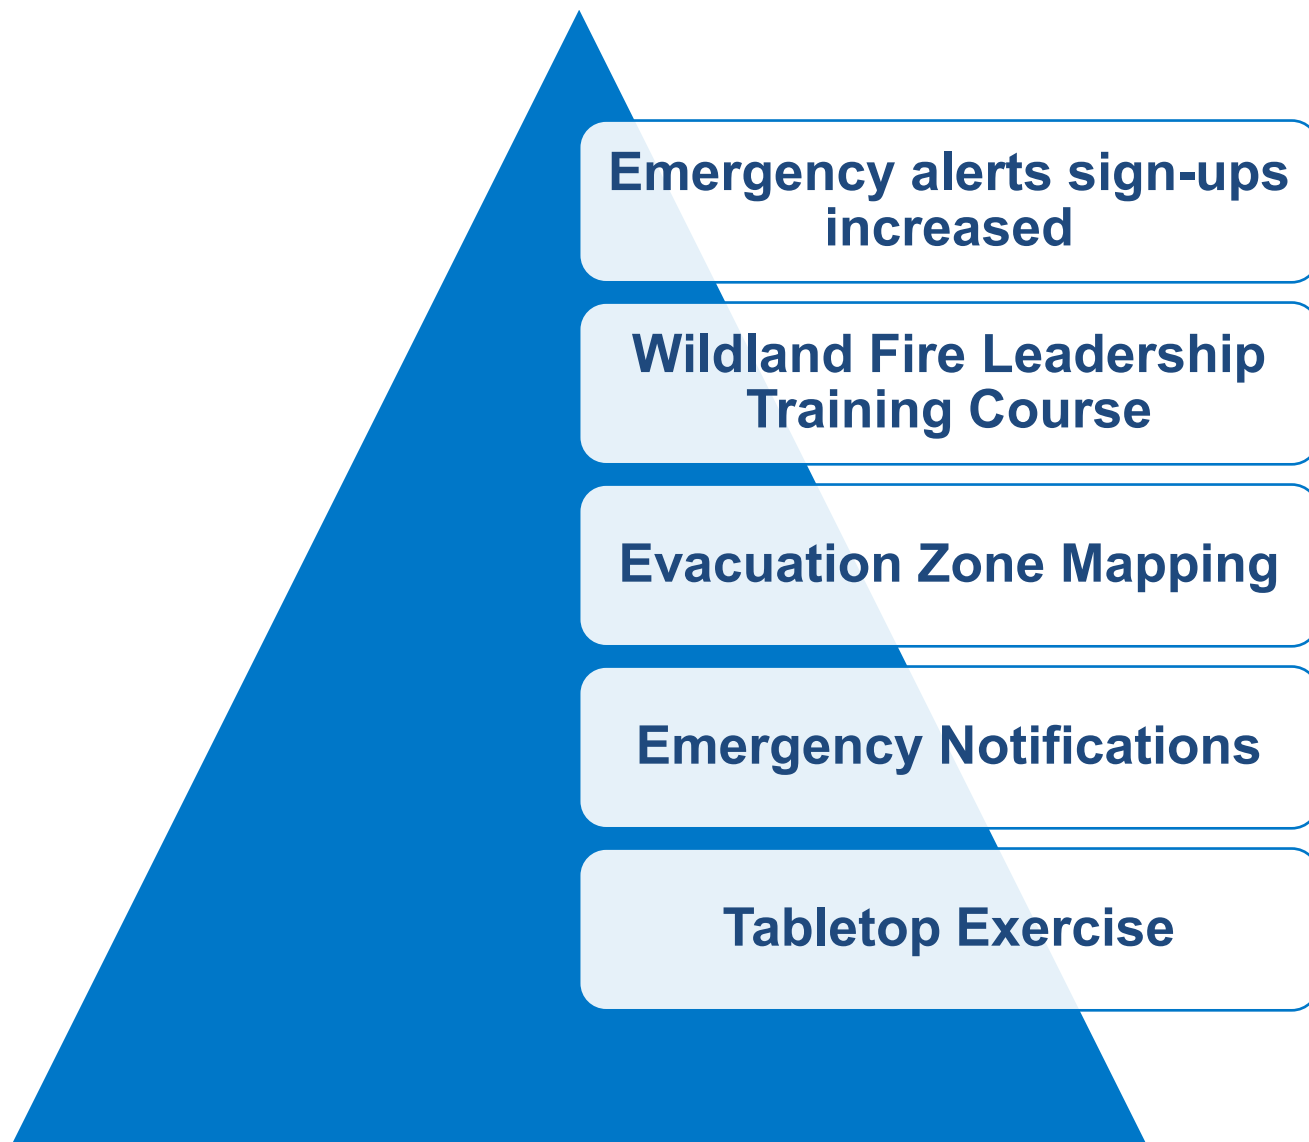 Emergency alerts sign-ups
increased
Wildland Fire Leadership
Training Course
Evacuation Zone Mapping
Emergency Notifications
Tabletop Exercise